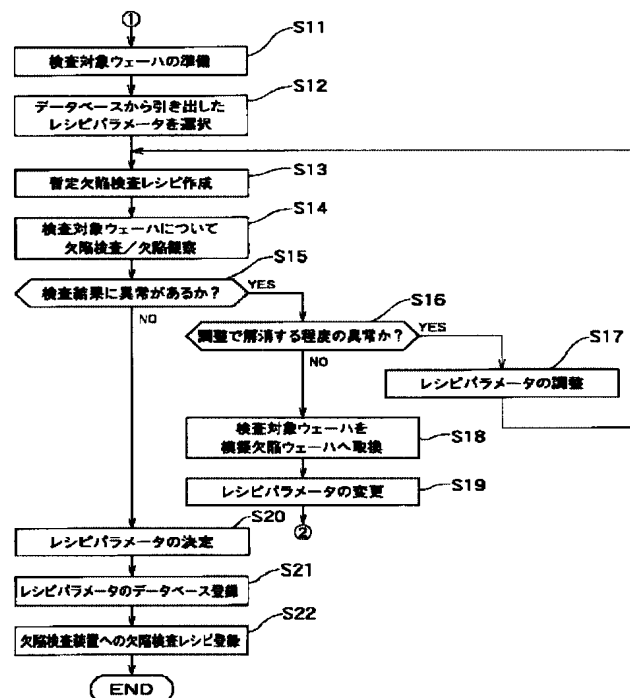 ①
S11
検査対象ウェーハの準備
S12
データベースから引き出した
レシピパラメータを選択
S13
暫定欠陥検査レシピ作成
S14
検査対象ウェーハについて
欠陥検査／欠陥観察
S15
検査結果に異常があるか？
YES
NO
S16
調整で解消する程度の異常か？
YES
NO
S17
レシピパラメータの調整
検査対象ウェーハを
模擬欠陥ウェーハへ取換
S18
レシピパラメータの変更
S19
②
S20
レシピパラメータの決定
S21
レシピパラメータのデータベース登録
S22
欠陥検査装置への欠陥検査レシピ登録
END